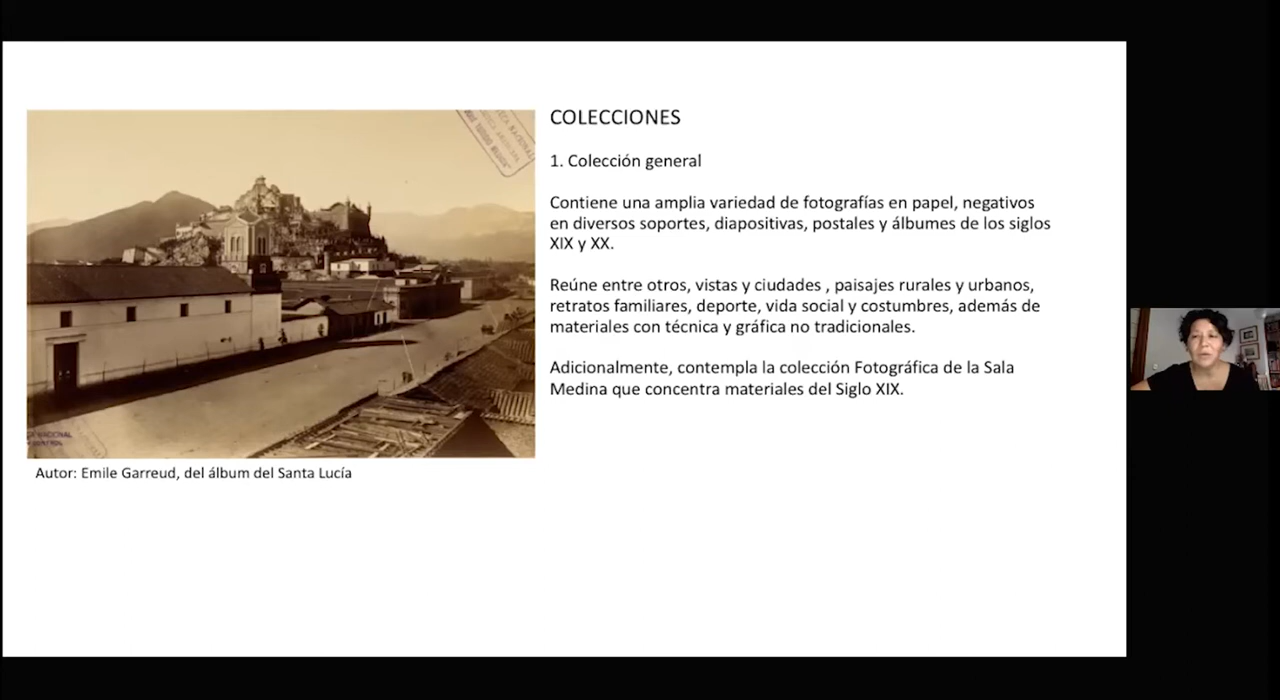 COLECCIONES
1. Colección general
Contiene una amplia variedad de fotografías en papel, negativos
en diversos soportes, diapositivas, postales y álbumes de los siglos
XIX y XX.
Reúne entre otros, vistas y ciudades , paisajes rurales y urbanos,
retratos familiares, deporte, vida social y costumbres, además de
materiales con técnica y gráfica no tradicionales.
Adicionalmente, contempla la colección Fotográfica de la Sala
Medina que concentra materiales del Siglo XIX.
NACIONAL
Autor: Emile Garreud, del álbum del Santa Lucía